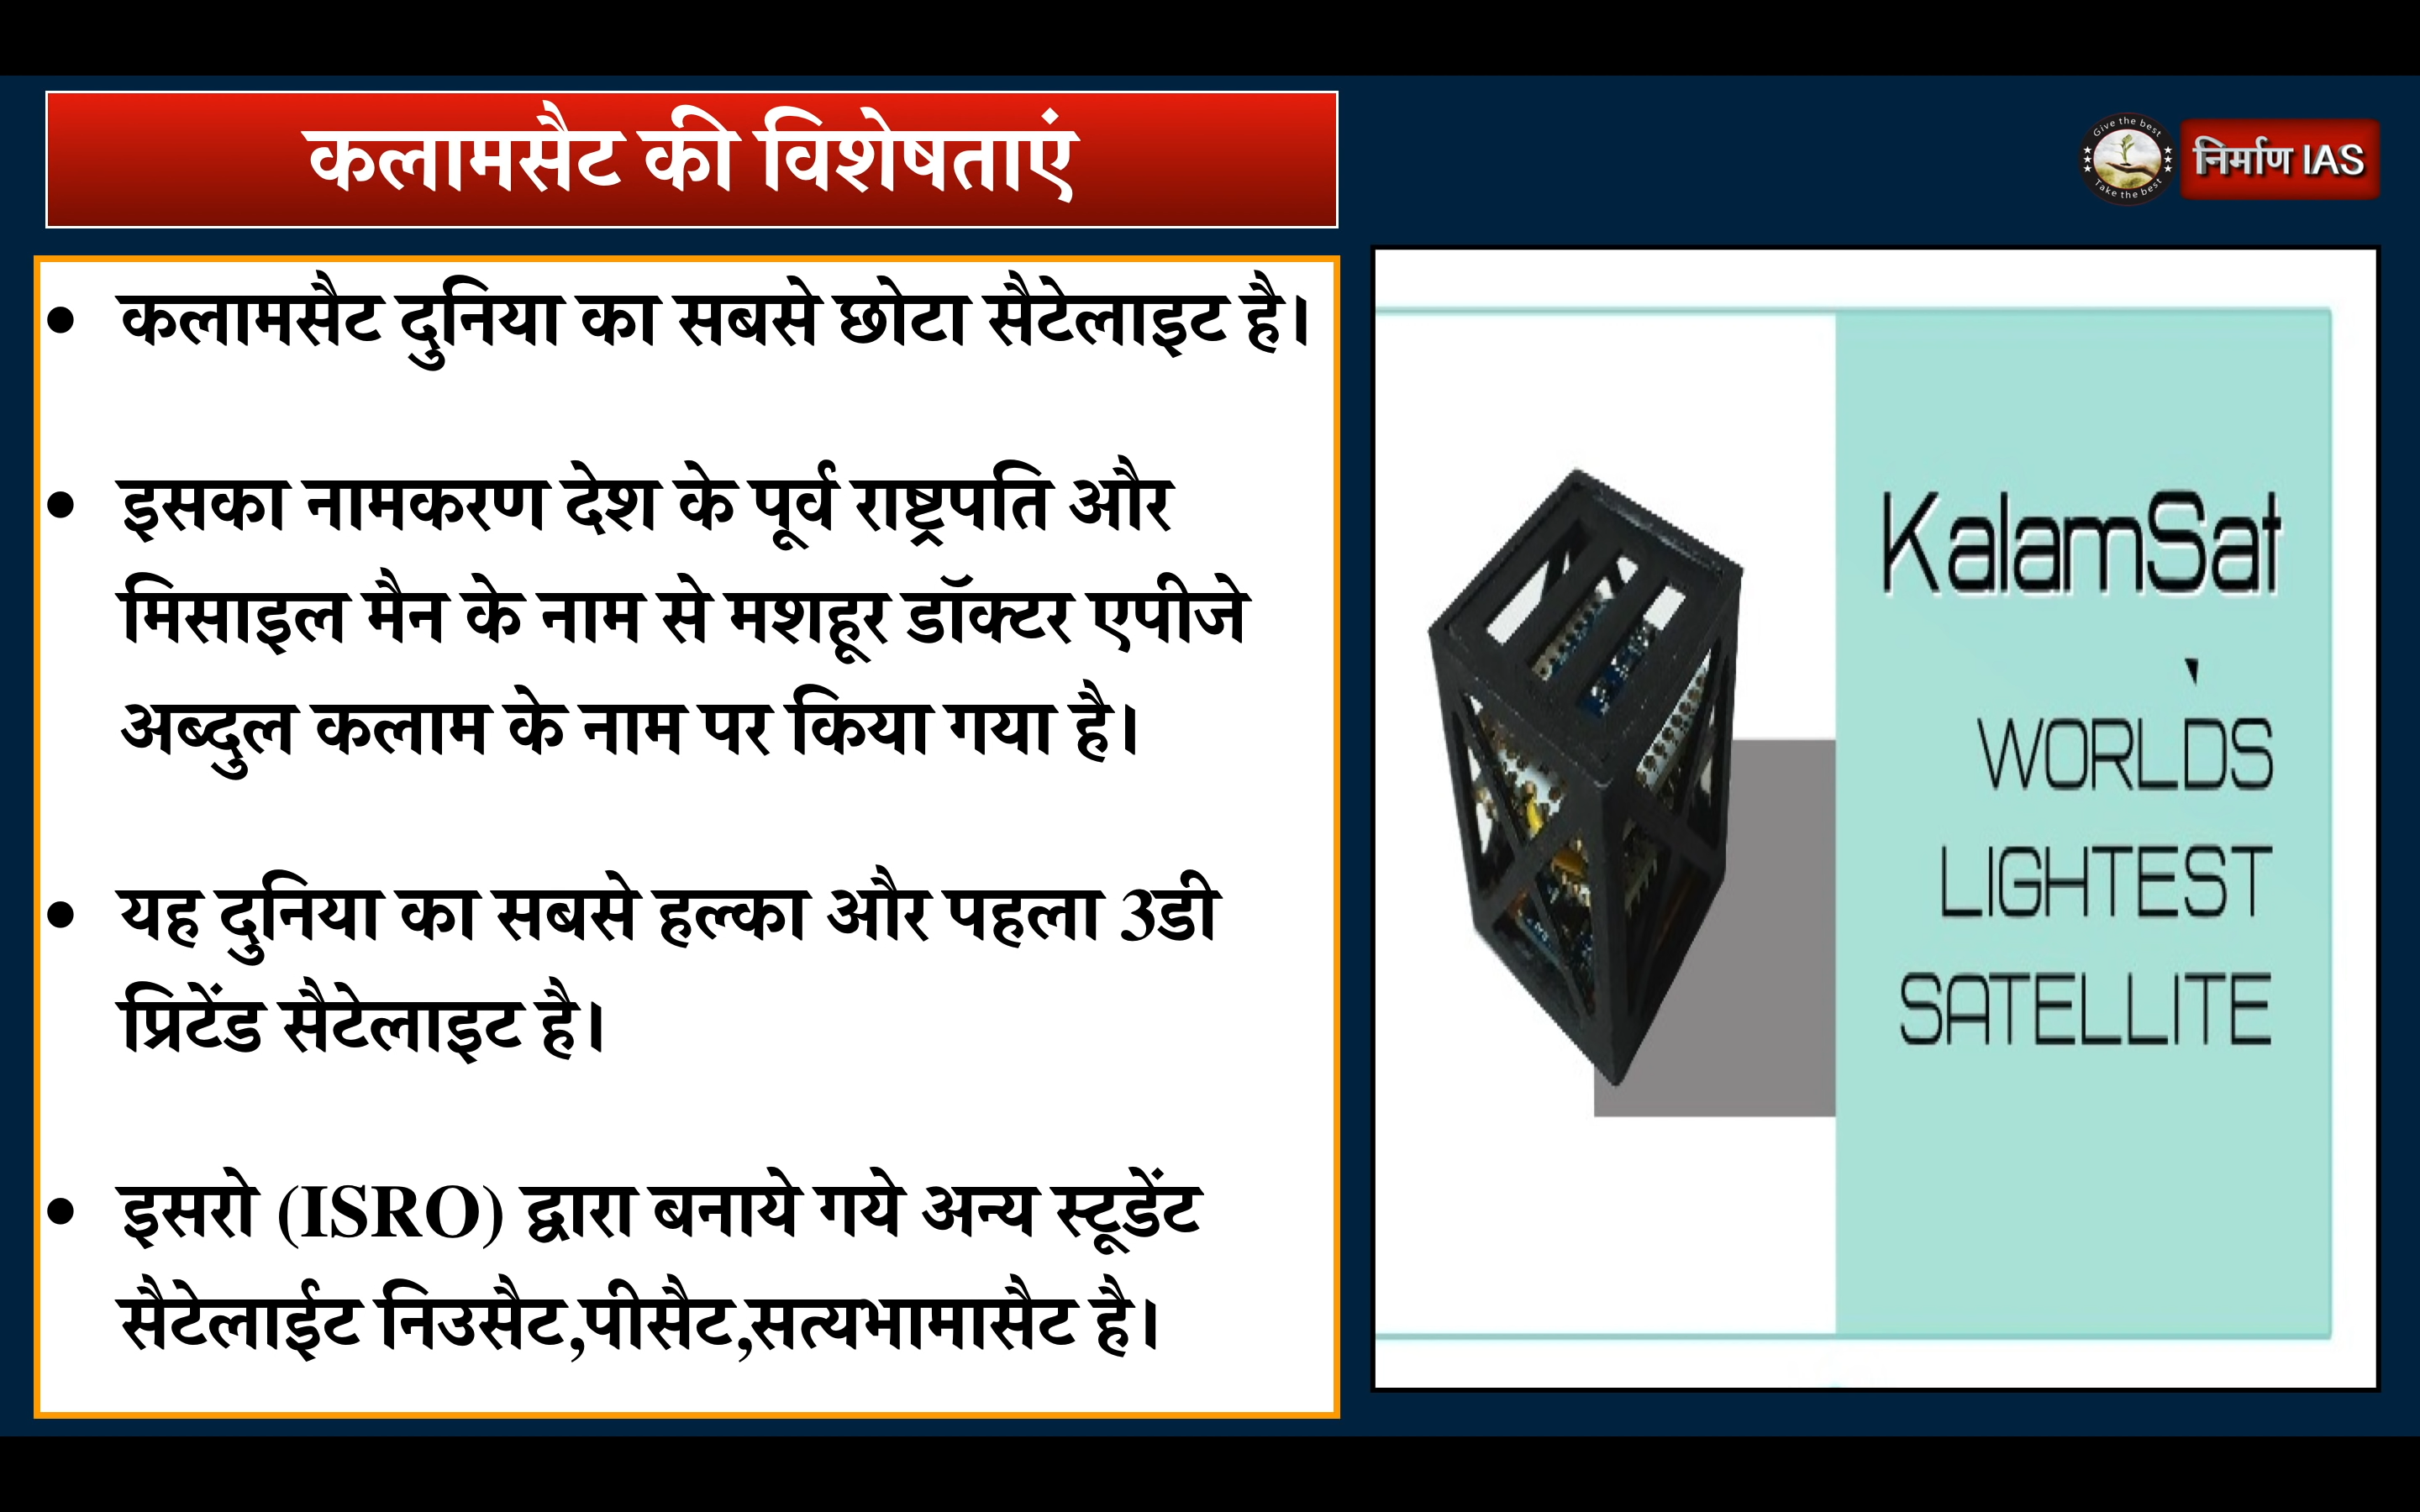 कलामसैट की विशेषताएं
Give the best
Take the best
निर्माण IAS
• कलामसैट दुनिया का सबसे छोटा सैटेलाइट है।
• इसका नामकरण देश के पूर्व राष्ट्रपति और
मिसाइल मैन के नाम से मशहूर डॉक्टर एपीजे
अब्दुल कलाम के नाम पर किया गया है।
• यह दुनिया का सबसे हल्का और पहला 3डी
प्रिटेंड सैटेलाइट है।
• इसरो (ISRO) द्वारा बनाये गये अन्य स्टूडेंट
सैटेलाईट निउसैट,पीसैट,सत्यभामासैट है।
KalamSat
WORLDS
LIGHTEST
SATELLITE